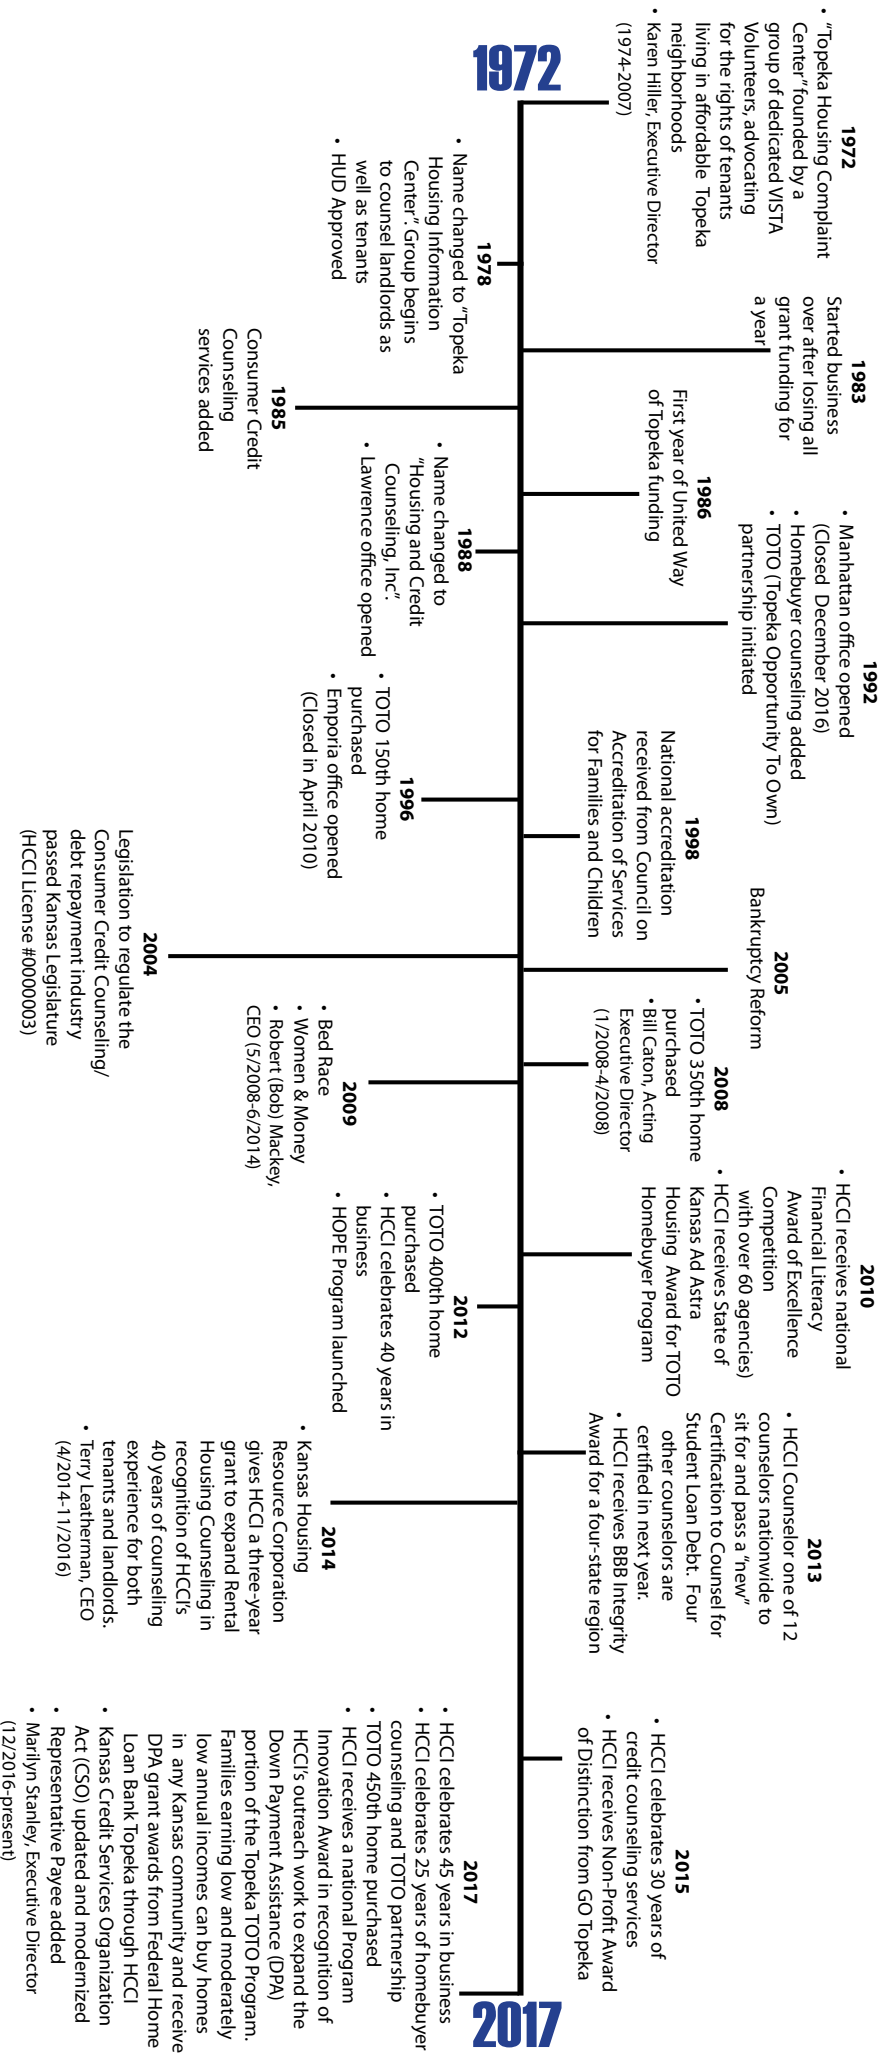 1972
1972
• "Topeka Housing Complaint
Center" founded by a
group of dedicated VISTA
Volunteers, advocating
for the rights of tenants
living in affordable Topeka
neighborhoods
• Karen Hiller, Executive Director
(1974-2007)
1978
• Name changed to "Topeka
Housing Information
Center". Group begins
to counsel landlords as
well as tenants
• HUD Approved
1983
Started business
over after losing all
grant funding for
a year
1985
Consumer Credit
Counseling
services added
1986
First year of United Way
of Topeka funding
1988
• Name changed to
"Housing and Credit
Counseling, Inc".
• Lawrence office opened
1992
• Manhattan office opened
(Closed December 2016)
• Homebuyer counseling added
• TOTO (Topeka Opportunity To Own)
partnership initiated
1996
• TOTO 150th home
purchased
• Emporia office opened
(Closed in April 2010)
1998
National accreditation
received from Council on
Accreditation of Services
for Families and Children
2004
Legislation to regulate the
Consumer Credit Counseling/
debt repayment industry
passed Kansas Legislature
(HCCI License #0000003)
2005
Bankruptcy Reform
2008
• TOTO 350th home
purchased
• Bill Caton, Acting
Executive Director
(1/2008-4/2008)
2009
• Bed Race
• Women & Money
• Robert (Bob) Mackey,
CEO (5/2008-6/2014)
2010
• HCCI receives national
Financial Literacy
Award of Excellence
Competition
with over 60 agencies)
• HCCI receives State of
Kansas Ad Astra
Housing Award for TOTO
Homebuyer Program
2012
• TOTO 400th home
purchased
• HCCI celebrates 40 years in
business
• HOPE Program launched
2013
• HCCI Counselor one of 12
counselors nationwide to
sit for and pass a "new"
Certification to Counsel for
Student Loan Debt. Four
other counselors are
certified in next year.
• HCCI receives BBB Integrity
Award for a four-state region
2014
• Kansas Housing
Resource Corporation
gives HCCI a three-year
grant to expand Rental
Housing Counseling in
recognition of HCCI's
40 years of counseling
experience for both
tenants and landlords.
• Terry Leatherman, CEO
(4/2014-11/2016)
2015
• HCCI celebrates 30 years of
credit counseling services
• HCCI receives Non-Profit Award
of Distinction from GO Topeka
2017
• HCCI celebrates 45 years in business
• HCCI celebrates 25 years of homebuyer
counseling and TOTO partnership
• TOTO 450th home purchased
• HCCI receives a national Program
Innovation Award in recognition of
HCCI's outreach work to expand the
Down Payment Assistance (DPA)
portion of the Topeka TOTO Program.
Families earning low and moderately
low annual incomes can buy homes
in any Kansas community and receive
DPA grant awards from Federal Home
Loan Bank Topeka through HCCI
• Kansas Credit Services Organization
Act (CSO) updated and modernized
• Representative Payee added
• Marilyn Stanley, Executive Director
(12/2016-present)
2017